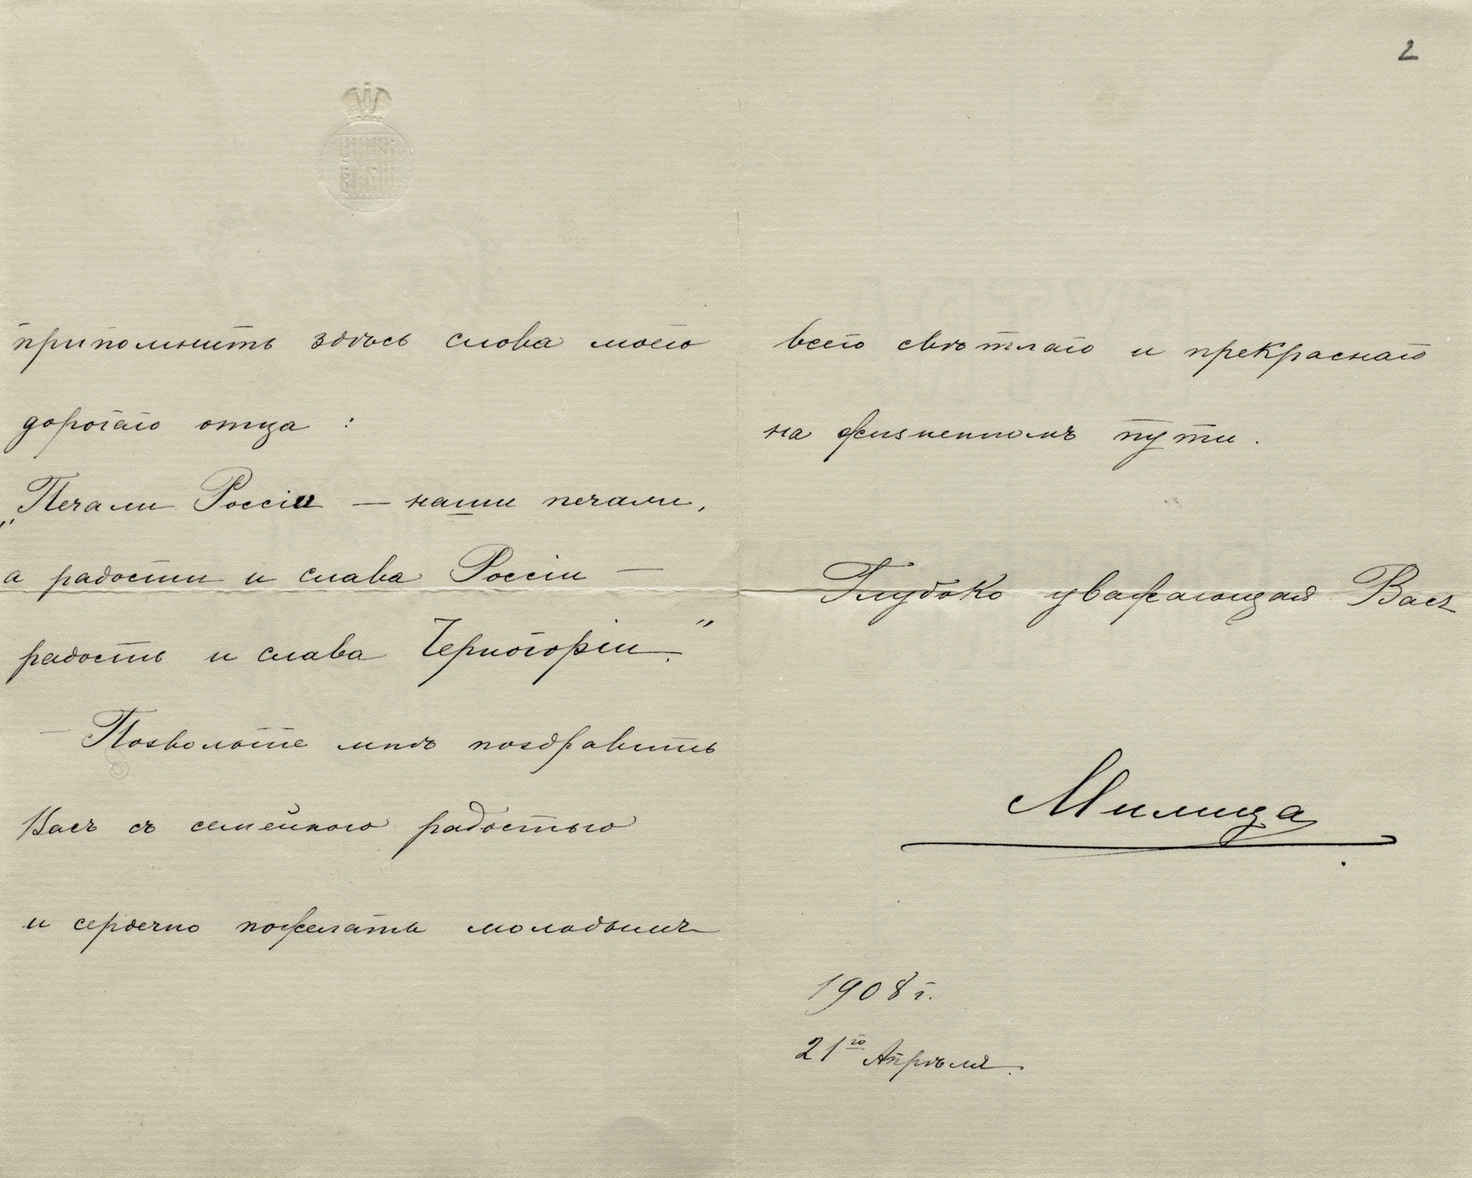 2
припомнить здѣсь слова моего
дорогаго отца :
„Печали Россіи — наши печали,
а радости и слава Россіи —
радость и слава Черногоріи."
— Позвольте мнѣ поздравить
Васъ съ семейною радостью
и сердечно пожелать молодымъ
всего свѣтлаго и прекраснаго
на жизненномъ пути.
Глубоко уважающая Васъ
Милица
1908 г.
21го Апрѣля.